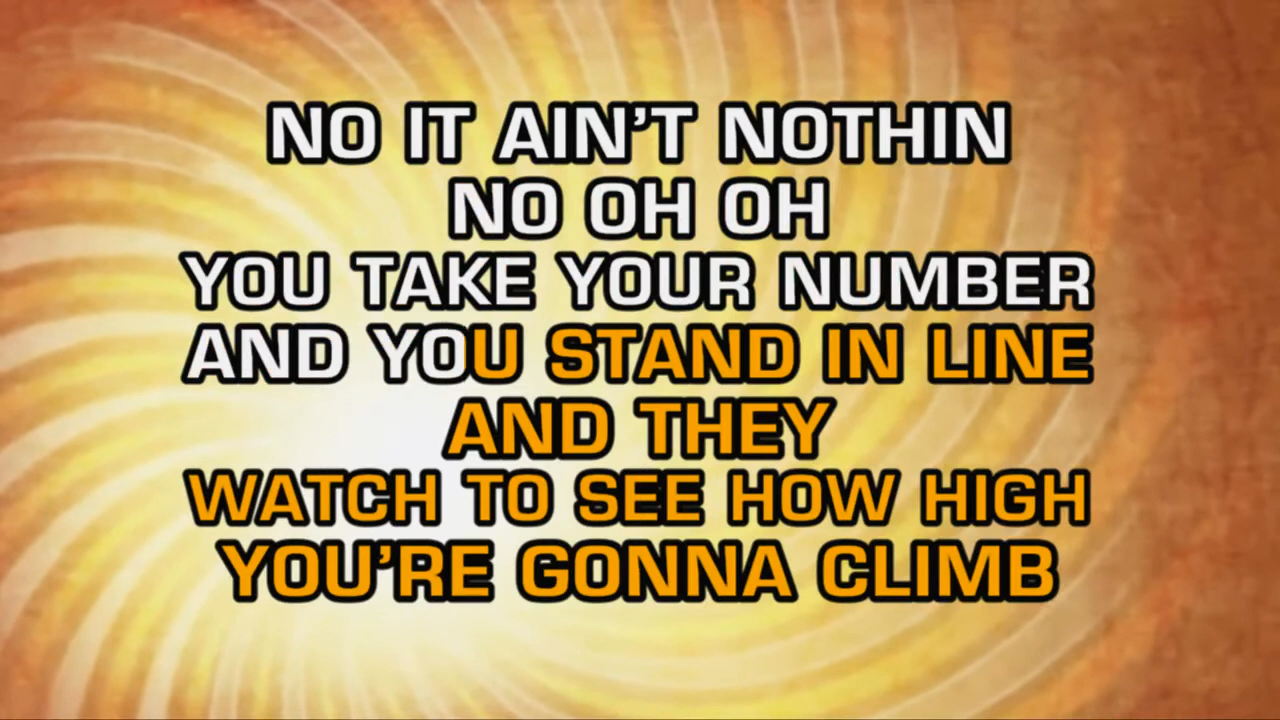 NO IT AIN'T NOTHIN
NO OH OH
YOU TAKE YOUR NUMBER
AND YOU STAND IN LINE
AND THEY
WATCH TO SEE HOW HIGH
YOU'RE GONNA CLIMB